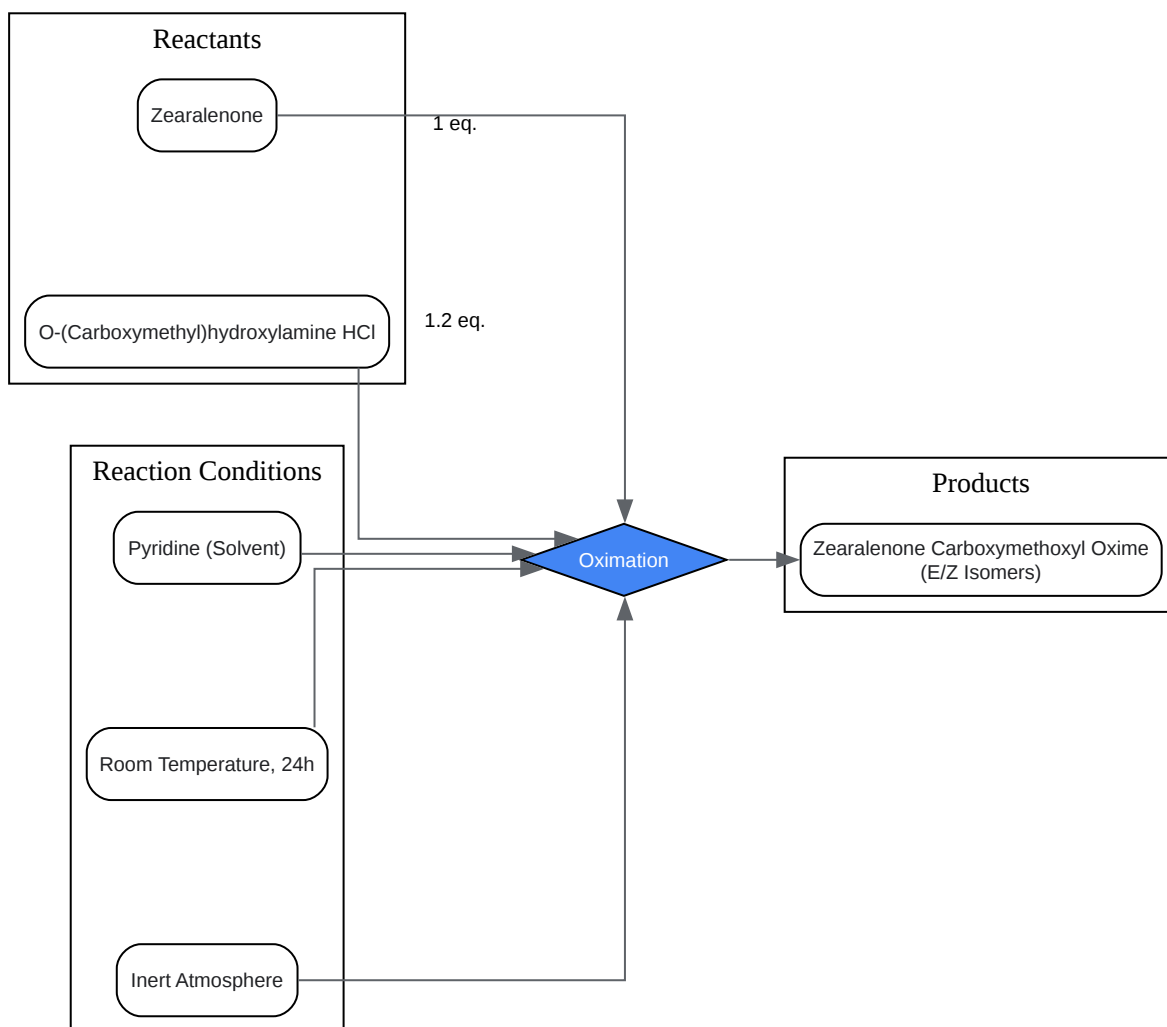 Reactants
Zearalenone
1 eq.
O-(Carboxymethyl)hydroxylamine HCl
1.2 eq.
Reaction Conditions
Pyridine (Solvent)
Room Temperature, 24h
Inert Atmosphere
Oximation
Products
Zearalenone Carboxymethoxyl Oxime
(E/Z Isomers)